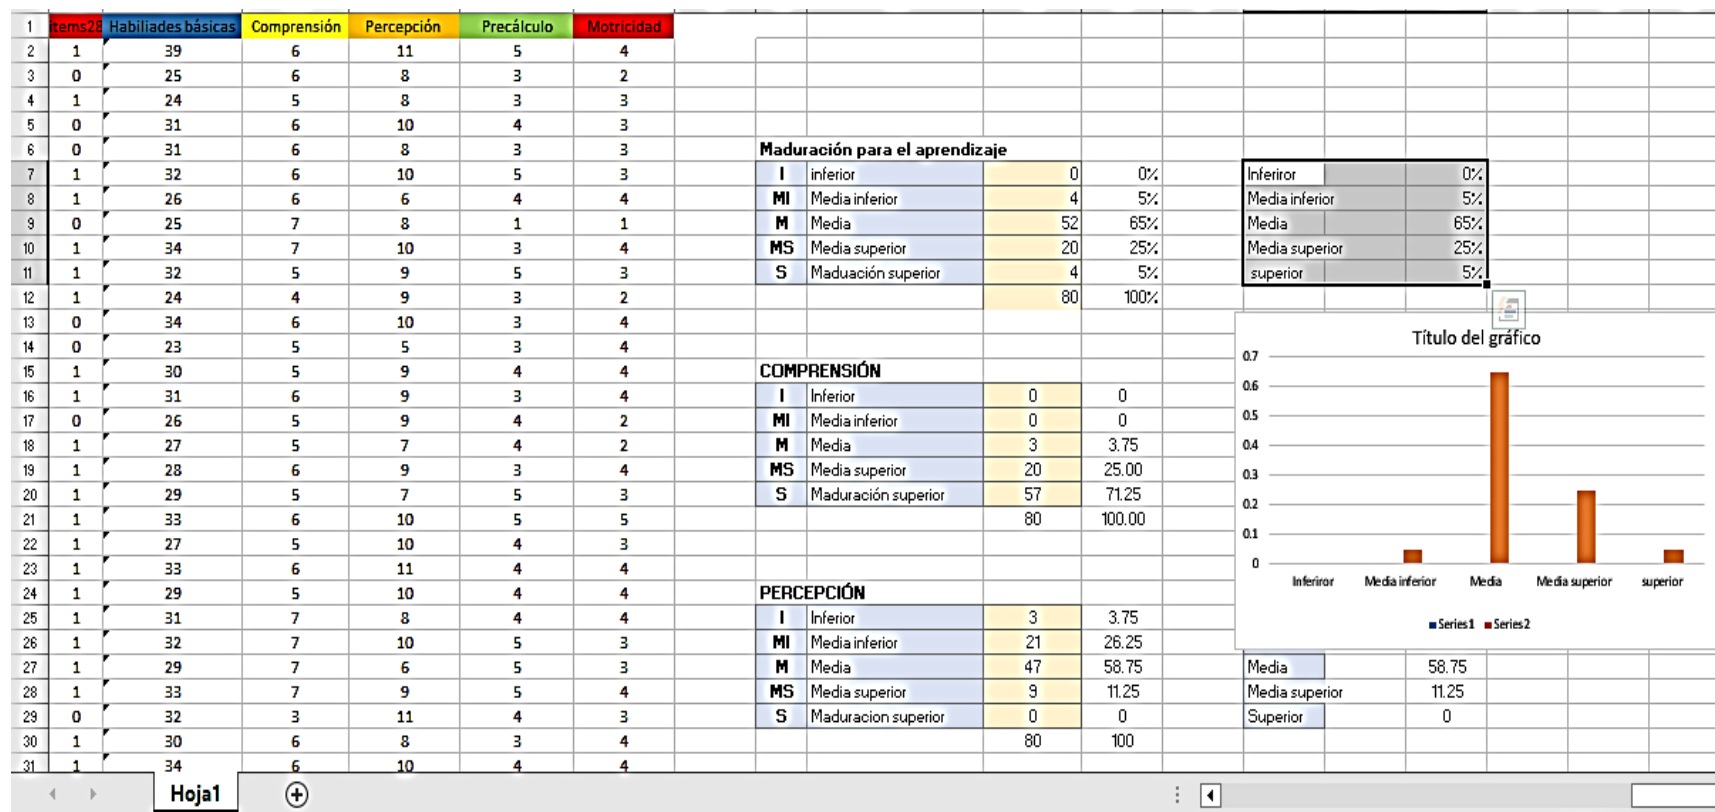 1 items28 Habiliades básicas Comprensión Percepción Precálculo Motricidad
2 1 39 6 11 5 4
3 0 25 6 8 3 2
4 1 24 5 8 3 3
5 0 31 6 10 4 3
6 0 31 6 8 3 3 Maduración para el aprendizaje
7 1 32 6 10 5 3 I inferior 0 0% Inferiror 0%
8 1 26 6 6 4 4 MI Media inferior 4 5% Media inferior 5%
9 0 25 7 8 1 1 M Media 52 65% Media 65%
10 1 34 7 10 3 4 MS Media superior 20 25% Media superior 25%
11 1 32 5 9 5 3 S Maduación superior 4 5% superior 5%
12 1 24 4 9 3 2 80 100%
13 0 34 6 10 3 4
14 0 23 5 5 3 4
15 1 30 5 9 4 4 COMPRENSIÓN
16 1 31 6 9 3 4 I Inferior 0 0
17 0 26 5 9 4 2 MI Media inferior 0 0
18 1 27 5 7 4 2 M Media 3 3.75
19 1 28 6 9 3 4 MS Media superior 20 25.00
20 1 29 5 7 5 3 S Maduración superior 57 71.25
21 1 33 6 10 5 5 80 100.00
22 1 27 5 10 4 3
23 1 33 6 11 4 4
24 1 29 5 10 4 4 PERCEPCIÓN
25 1 31 7 8 4 4 I Inferior 3 3.75
26 1 32 7 10 5 3 MI Media inferior 21 26.25
27 1 29 7 6 5 3 M Media 47 58.75 Media 58.75
28 1 33 7 9 5 4 MS Media superior 9 11.25 Media superior 11.25
29 0 32 3 11 4 3 S Maduracion superior 0 0 Superior 0
30 1 30 6 8 3 4 80 100
31 1 34 6 10 4 4
Título del gráfico
0.7
0.6
0.5
0.4
0.3
0.2
0.1
0
Inferiror Media inferior Media Media superior superior
Series1 Series2
Hoja1